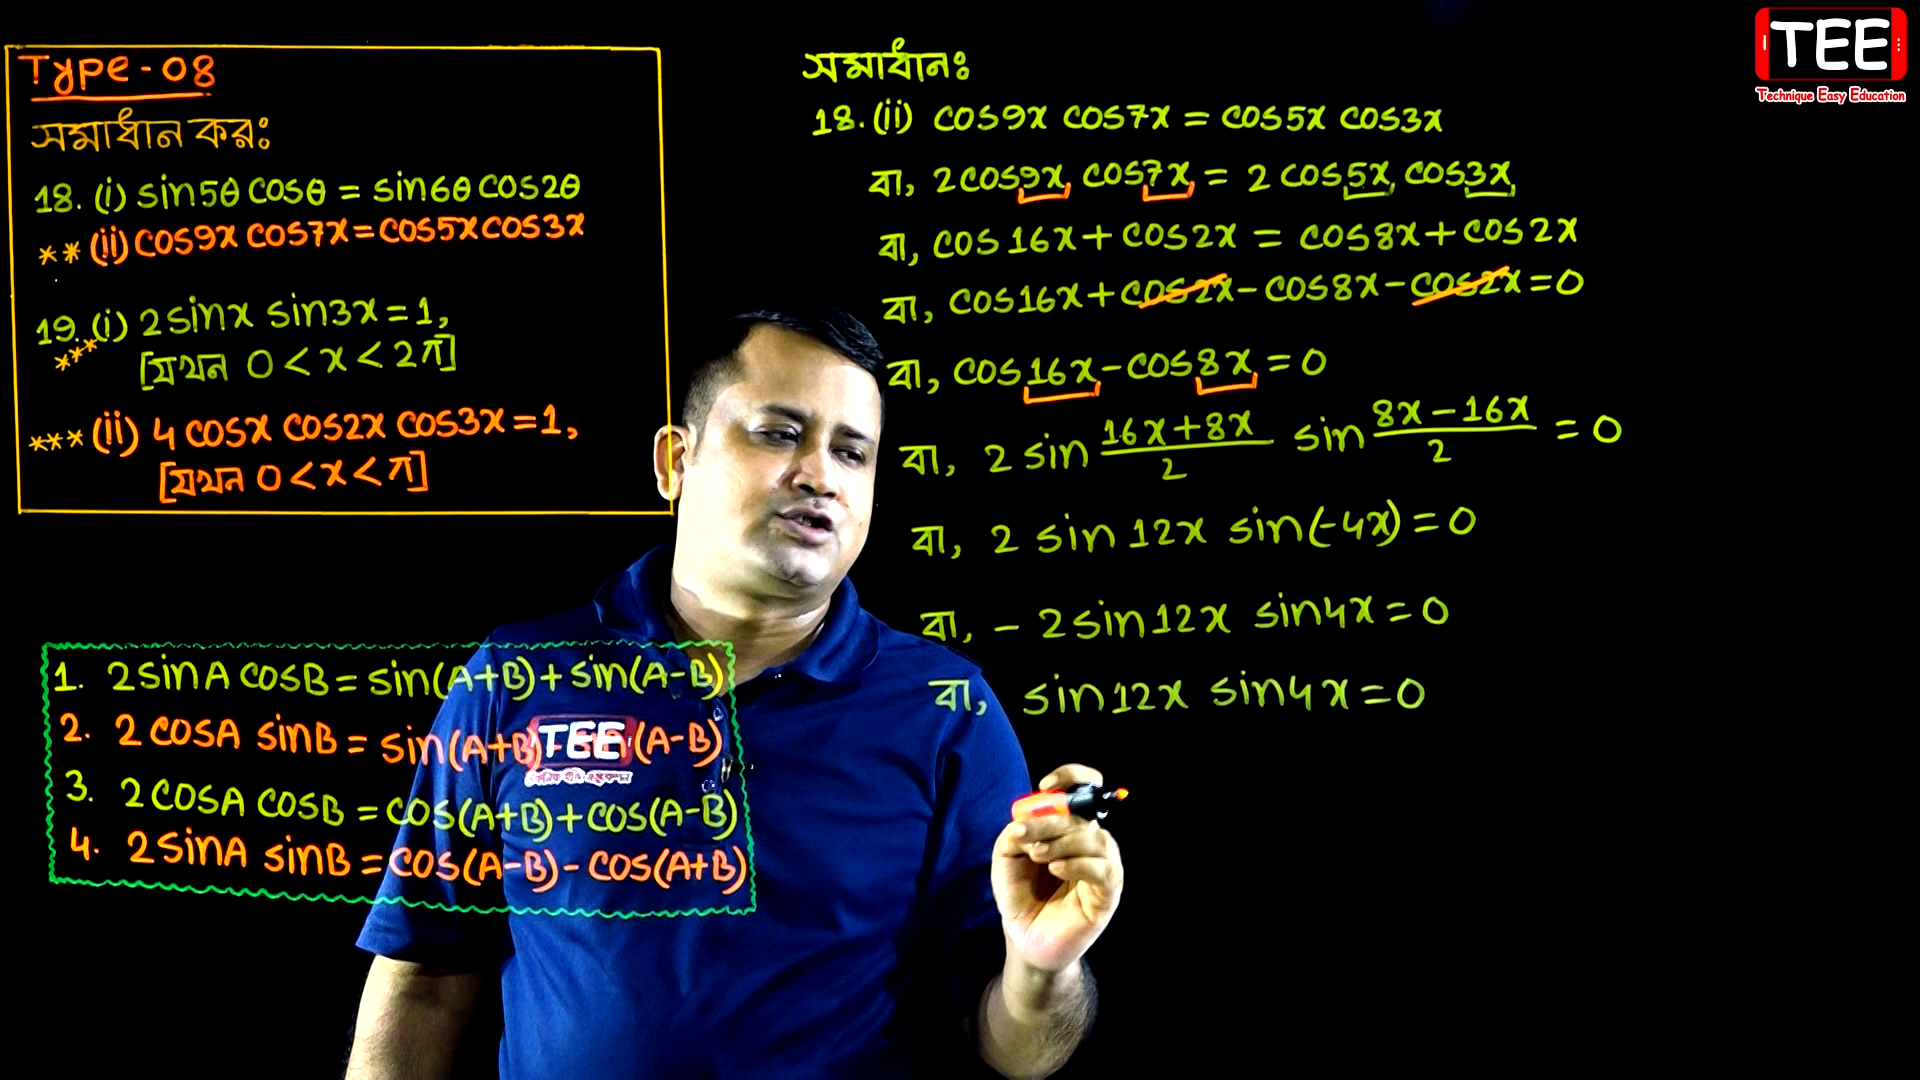 Type-08
সমাধান করঃ
18. (i) sin5θ cosθ = sin6θ cos2θ
** (ii) cos9x cos7x = cos5x cos3x
19. (i) 2sinx sin3x = 1,
*** [যখন 0 < x < 2π]
*** (ii) 4 cosx cos2x cos3x = 1,
[যখন 0 < x < π]
1. 2sinA cosB = sin(A+B) + sin(A-B)
2. 2cosA sinB = sin(A+B) (A-B)
3. 2cosA cosB = cos(A+B) + cos(A-B)
4. 2sinA sinB = cos(A-B) - cos(A+B)
TEE
সমাধানঃ
18. (ii) cos9x cos7x = cos5x cos3x
বা, 2cos9x cos7x = 2 cos5x cos3x
বা, cos16x + cos2x = cos8x + cos2x
বা, cos16x + cos2x - cos8x - cos2x = 0
বা, cos16x - cos8x = 0
বা, 2 sin (16x+8x)/2 sin (8x-16x)/2 = 0
বা, 2 sin 12x sin(-4x) = 0
বা, - 2sin12x sin4x = 0
বা, sin12x sin4x = 0
TEE
Technique Easy Education